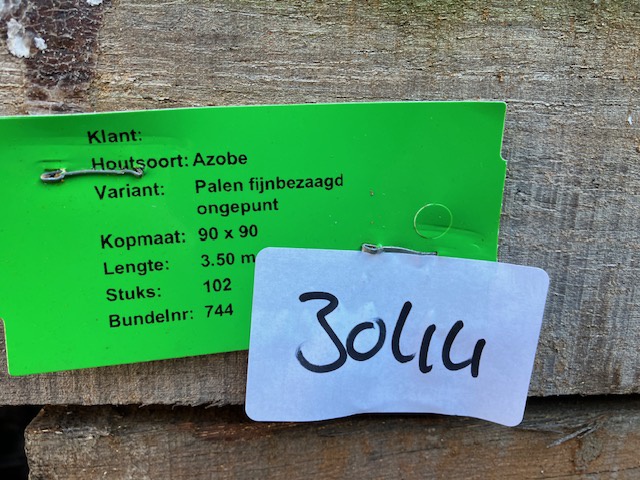 Klant:
Houtsoort: Azobe
Variant: Palen fijnbezaagd
ongepunt
Kopmaat: 90 x 90
Lengte: 3.50 m
Stuks: 102
Bundelnr: 744
3044